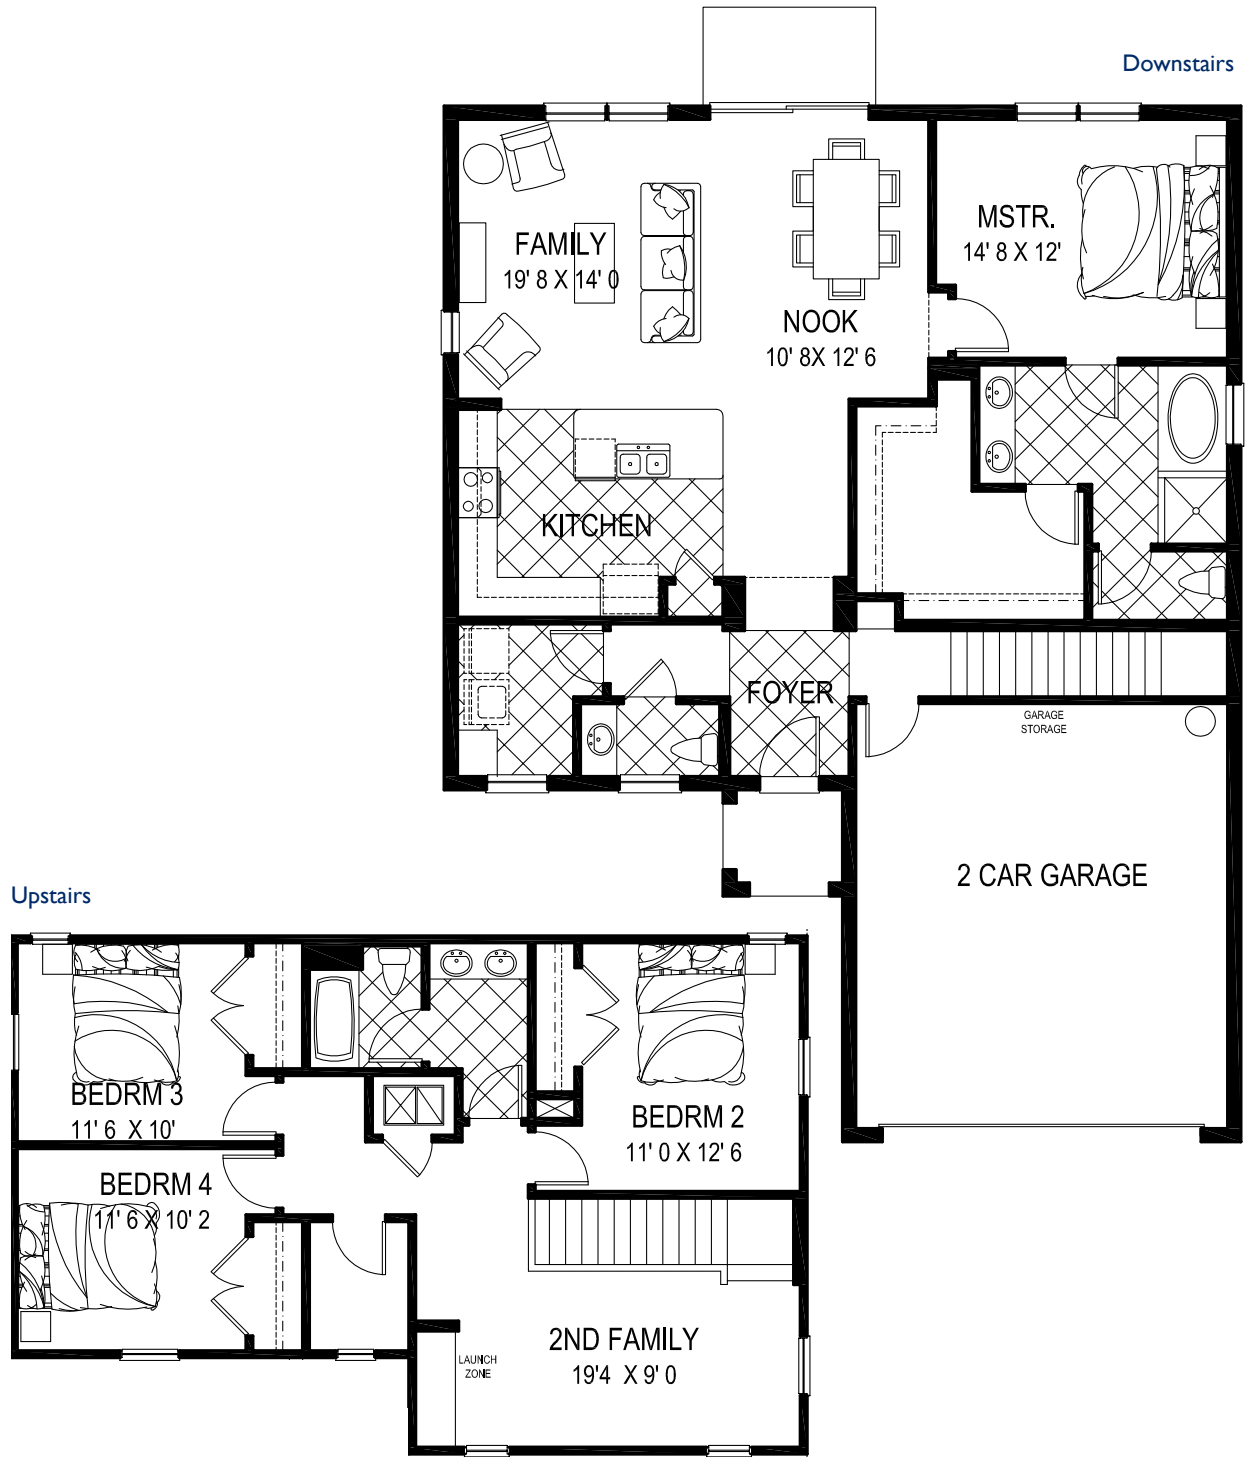 Downstairs
MSTR.
14' 8 X 12'
FAMILY
19' 8 X 14' 0
NOOK
10' 8X 12' 6
KITCHEN
FOYER
GARAGE
STORAGE
2 CAR GARAGE
Upstairs
BEDRM 3
11' 6 X 10'
BEDRM 2
11' 0 X 12' 6
BEDRM 4
11' 6 X 10' 2
2ND FAMILY
19'4 X 9' 0
LAUNCH
ZONE